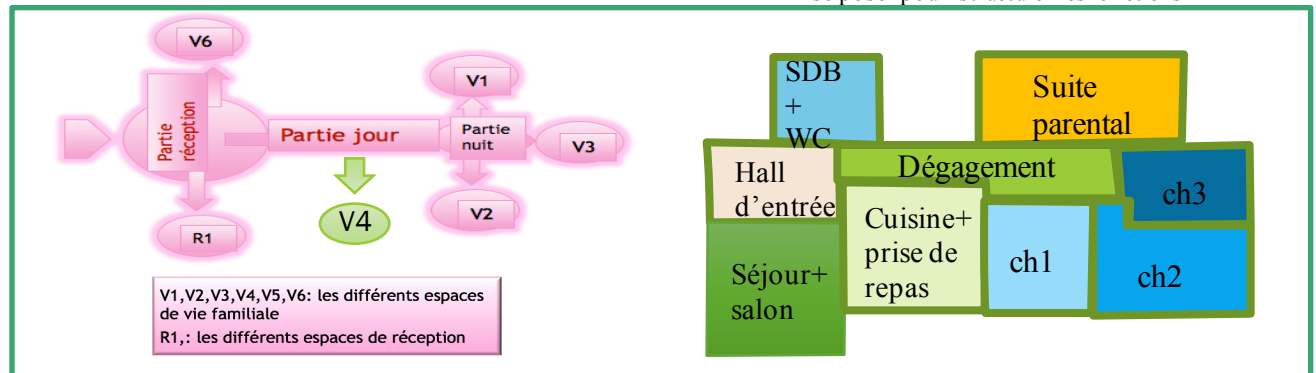 V6
V1
Partie
réception
Partie jour
Partie
nuit
V3
V4
V2
R1
V1,V2,V3,V4,V5,V6: les différents espaces
de vie familiale
R1,: les différents espaces de réception
SDB
+
WC
Suite
parental
Hall
d’entrée
Dégagement
ch3
Cuisine+
prise de
repas
ch1
ch2
Séjour+
salon